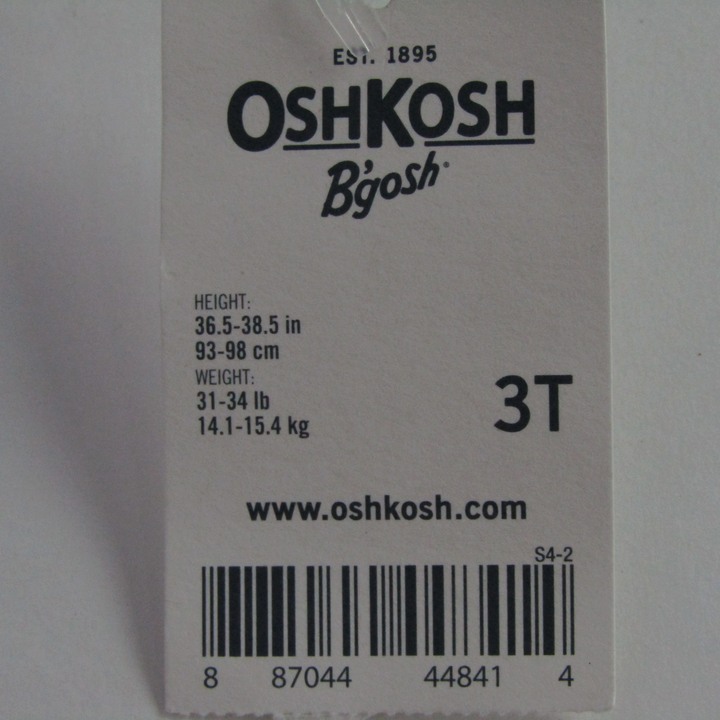 EST. 1895
OSHKOSH
B'gosh
HEIGHT:
36.5-38.5 in
93-98 cm
WEIGHT:
31-34 lb
14.1-15.4 kg
3T
www.oshkosh.com
S4-2
8 87044 44841 4